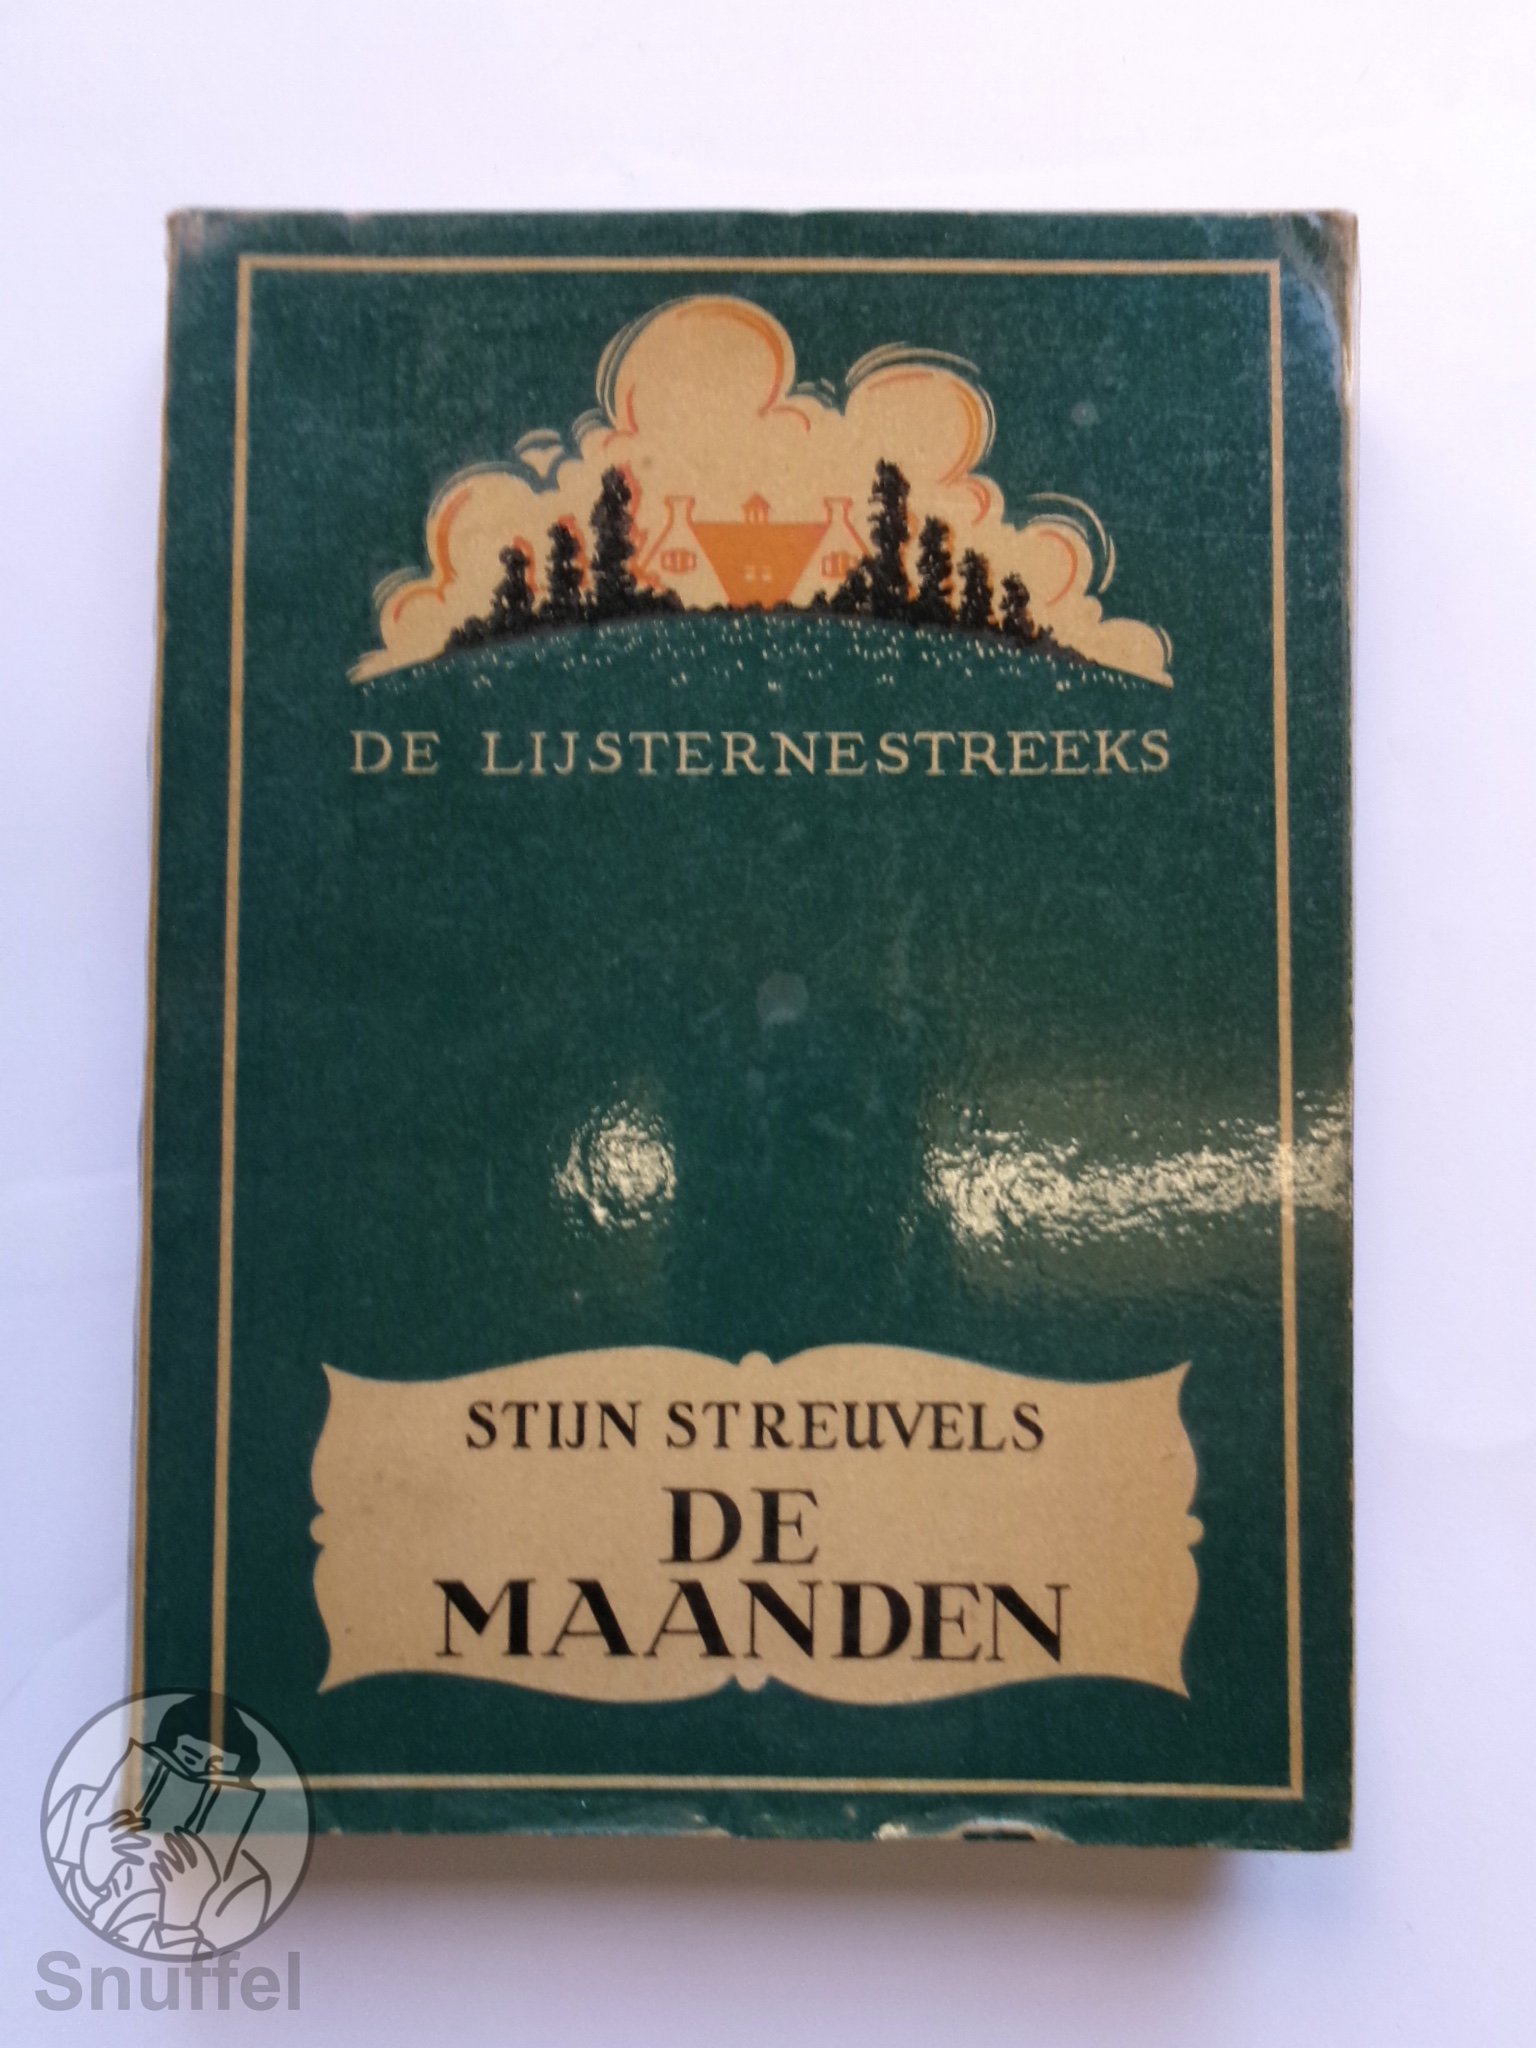 DE LIJSTERNESTREEKS
STIJN STREUVELS
DE
MAANDEN
Snuffel